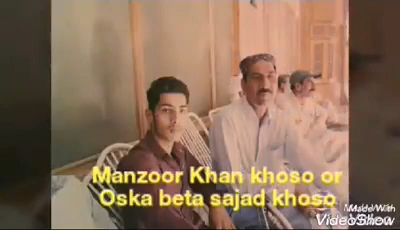 Manzoor Khan khoso or
Oska beta sajad khoso
Made With
VideoShow